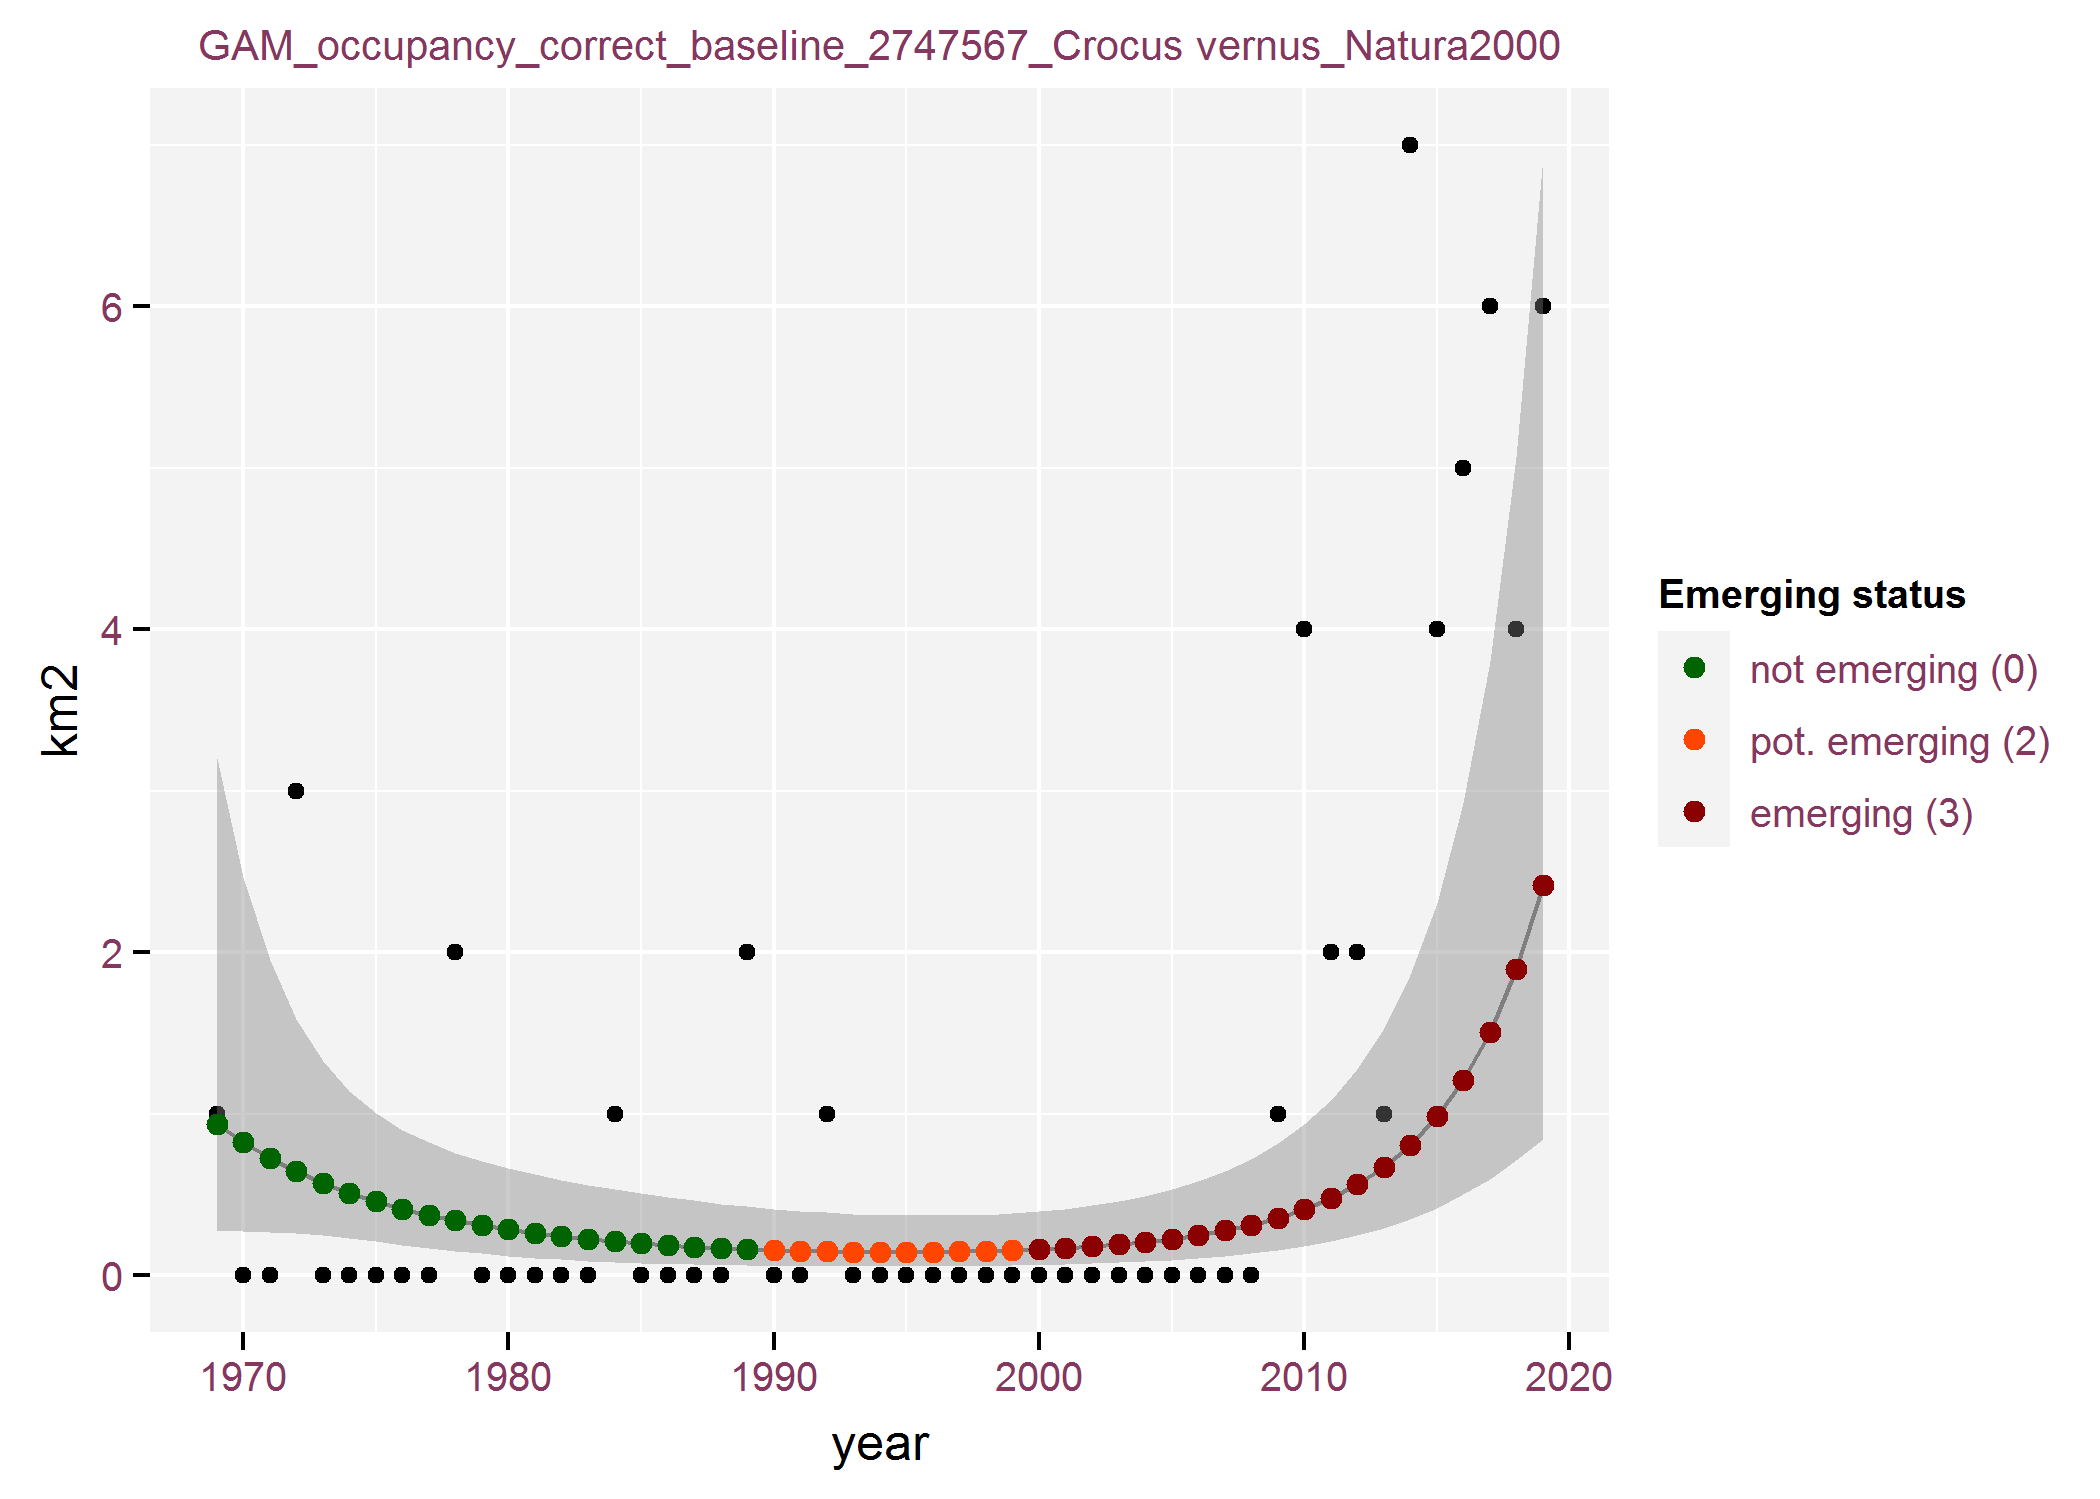 GAM_occupancy_correct_baseline_2747567_Crocus vernus_Natura2000
6
4
2
0
km2
1970 1980 1990 2000 2010 2020
year
Emerging status
not emerging (0)
pot. emerging (2)
emerging (3)